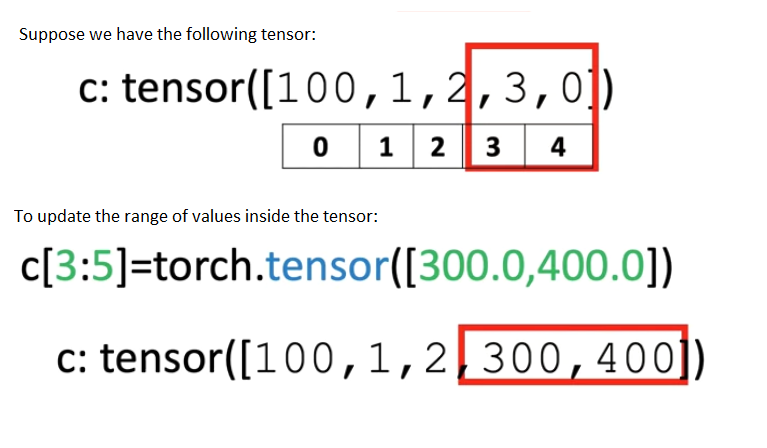 Suppose we have the following tensor:
c: tensor([100,1,2,3,0])
0 1 2 3 4
To update the range of values inside the tensor:
c[3:5]=torch.tensor([300.0,400.0])
c: tensor([100,1,2,300,400])